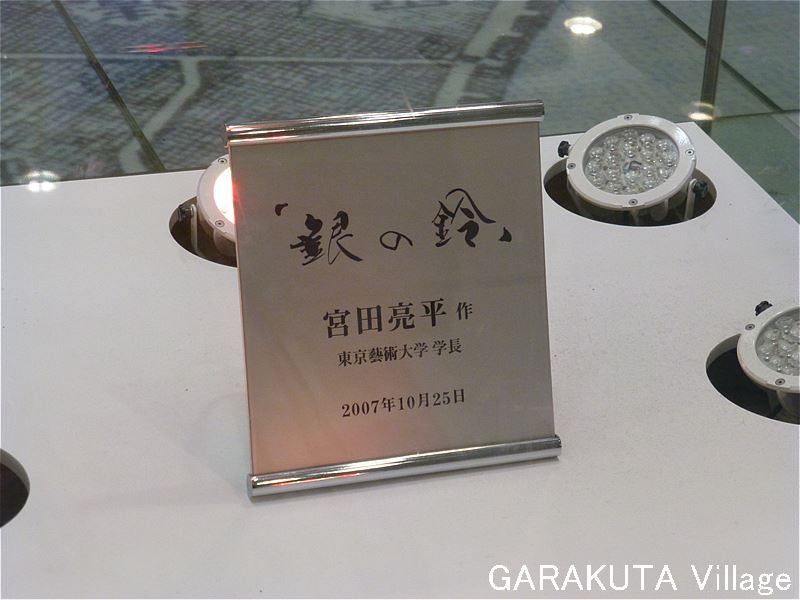 「銀の鈴」
宮田亮平 作
東京藝術大学 学長
2007年10月25日
GARAKUTA Village